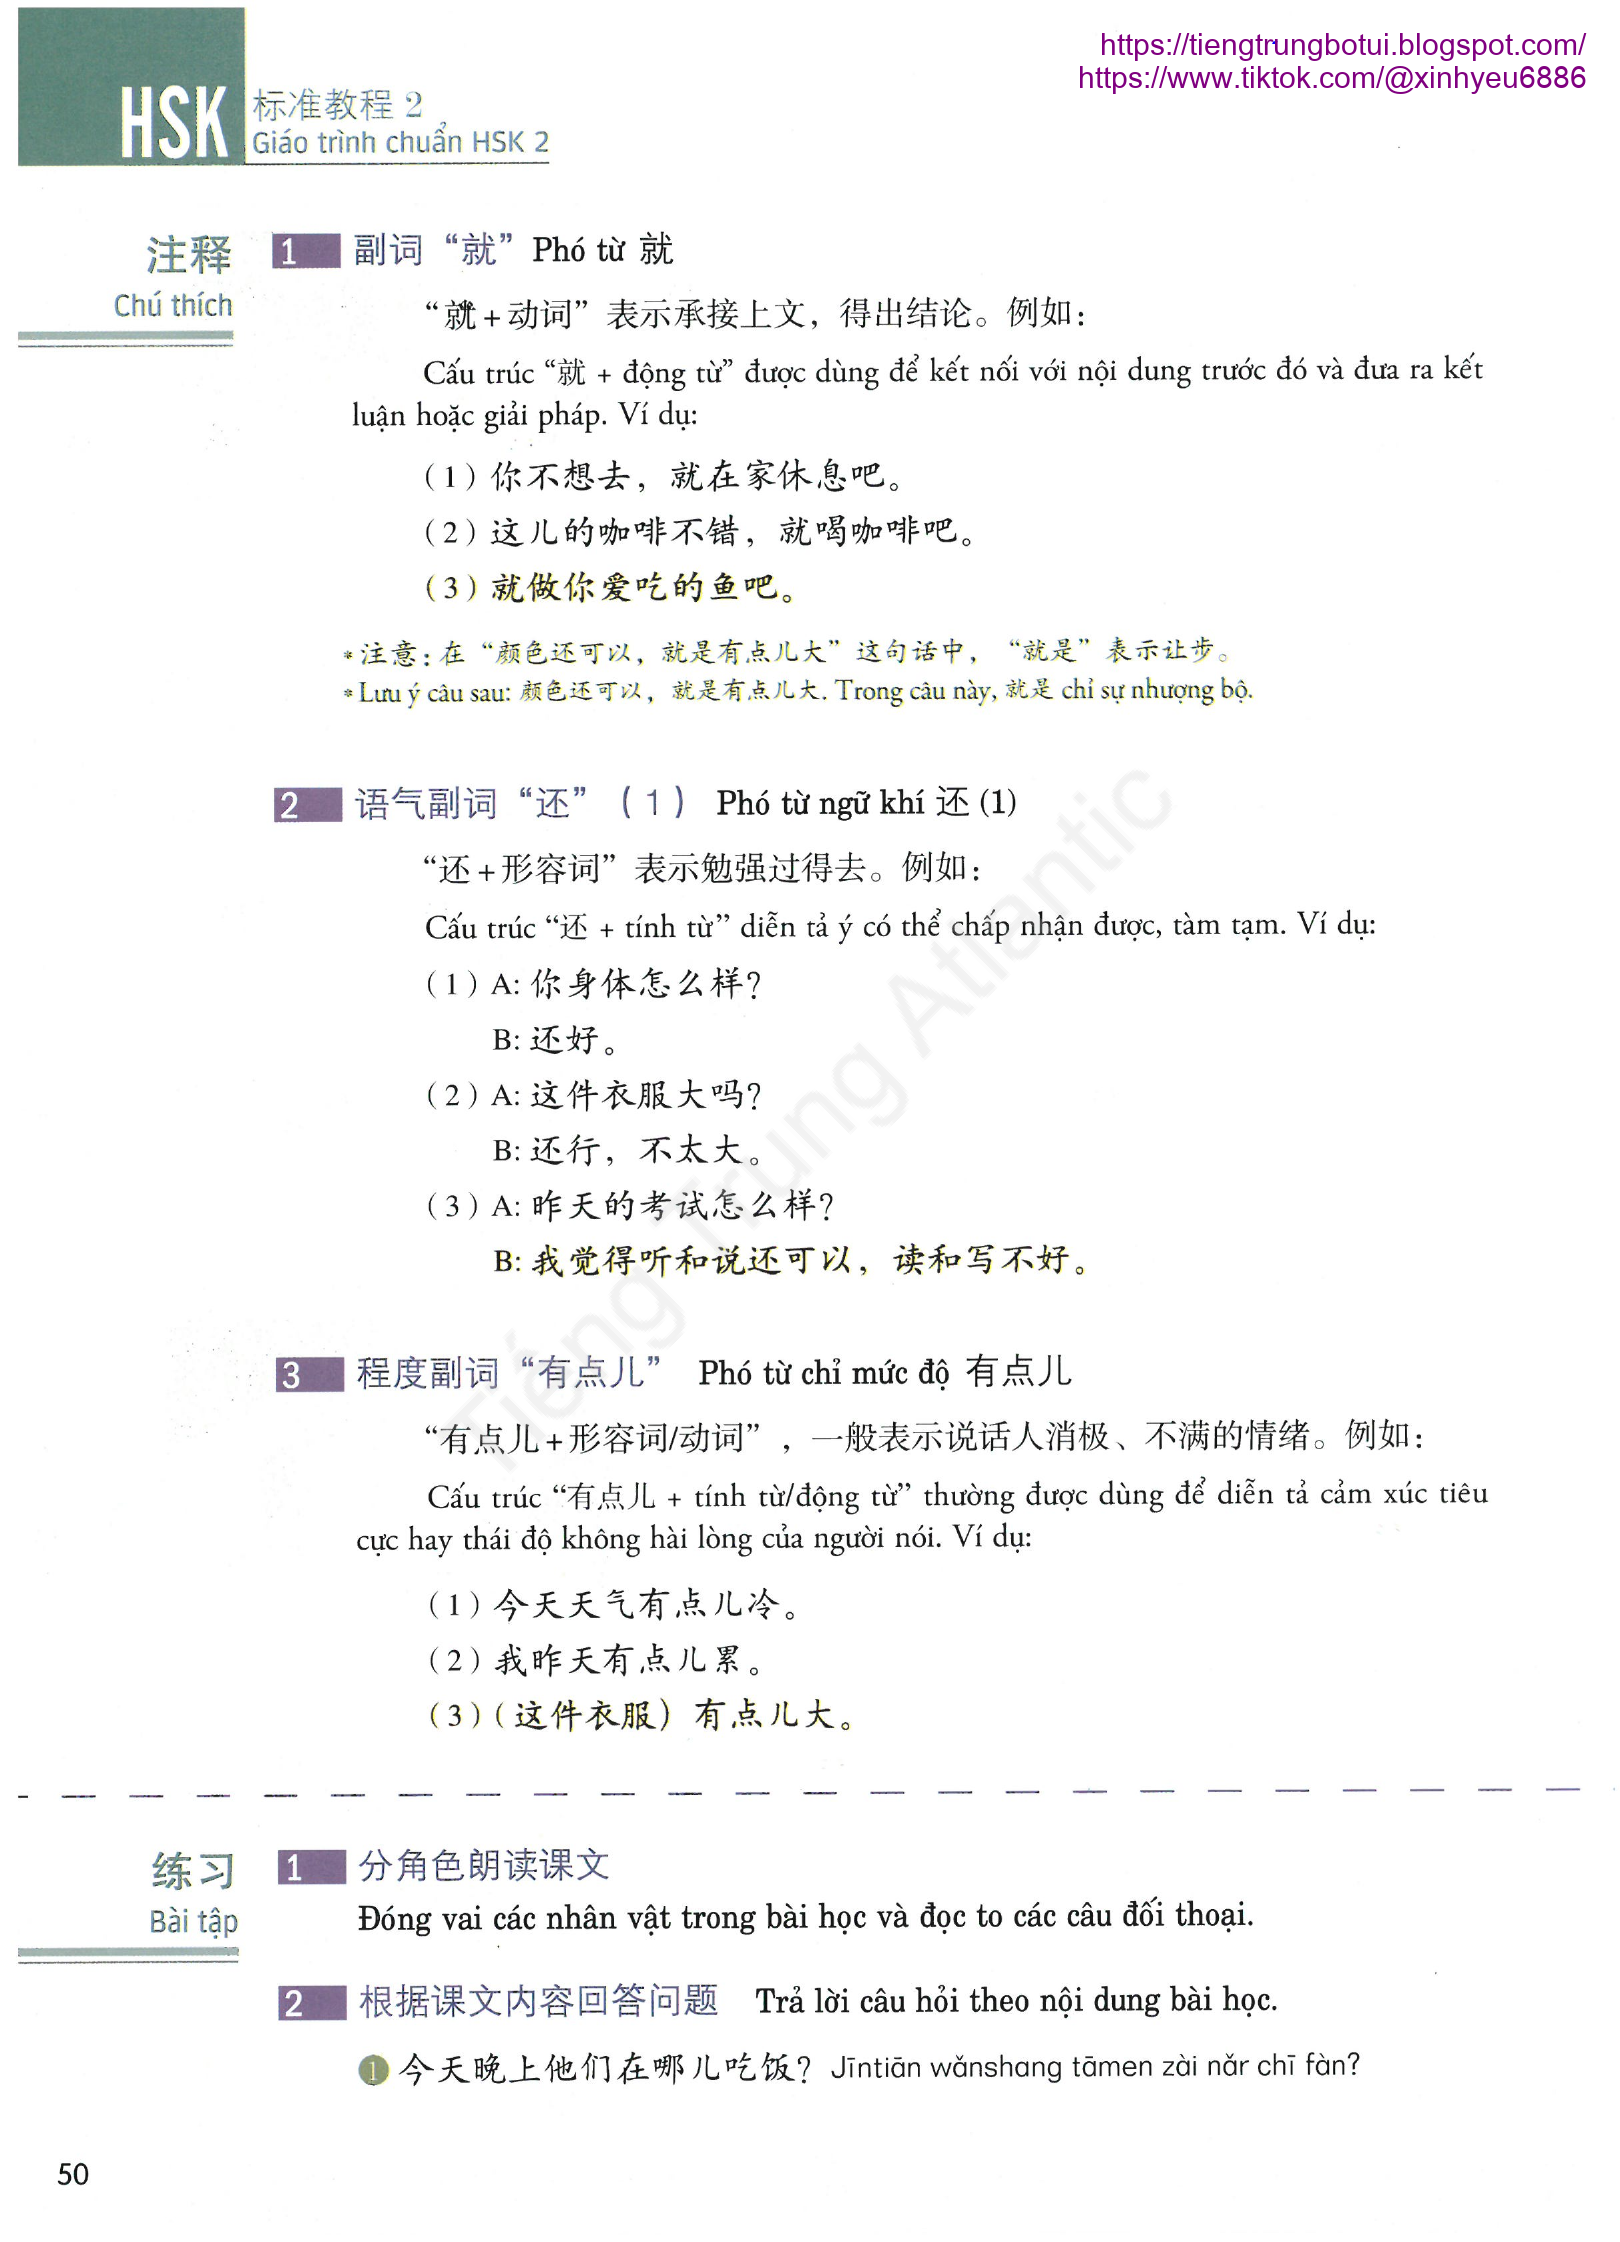 https://tiengtrungbotui.blogspot.com/
https://www.tiktok.com/@xinhyeu6886
HSK 标准教程 2
Giáo trình chuẩn HSK 2
注释
Chú thích
1 副词“就” Phó từ 就
“就+动词”表示承接上文，得出结论。例如：
Cấu trúc “就 + động từ” được dùng để kết nối với nội dung trước đó và đưa ra kết
luận hoặc giải pháp. Ví dụ:
（1）你不想去，就在家休息吧。
（2）这儿的咖啡不错，就喝咖啡吧。
（3）就做你爱吃的鱼吧。
*注意：在“颜色还可以，就是有点儿大”这句话中，“就是”表示让步。
*Lưu ý câu sau: 颜色还可以，就是有点儿大. Trong câu này, 就是 chỉ sự nhượng bộ.
2 语气副词“还”（1） Phó từ ngữ khí 还 (1)
“还+形容词”表示勉强过得去。例如：
Cấu trúc “还 + tính từ” diễn tả ý có thể chấp nhận được, tàm tạm. Ví dụ:
（1）A: 你身体怎么样？
B: 还好。
（2）A: 这件衣服大吗？
B: 还行，不太大。
（3）A: 昨天的考试怎么样？
B: 我觉得听和说还可以，读和写不好。
3 程度副词“有点儿” Phó từ chỉ mức độ 有点儿
“有点儿+形容词/动词”，一般表示说话人消极、不满的情绪。例如：
Cấu trúc “有点儿 + tính từ/động từ” thường được dùng để diễn tả cảm xúc tiêu
cực hay thái độ không hài lòng của người nói. Ví dụ:
（1）今天天气有点儿冷。
（2）我昨天有点儿累。
（3）（这件衣服）有点儿大。
Tiếng Trung Atlantic
练习
Bài tập
1 分角色朗读课文
Đóng vai các nhân vật trong bài học và đọc to các câu đối thoại.
2 根据课文内容回答问题 Trả lời câu hỏi theo nội dung bài học.
1 今天晚上他们在哪儿吃饭？ Jīntiān wǎnshang tāmen zài nǎr chī fàn?
50